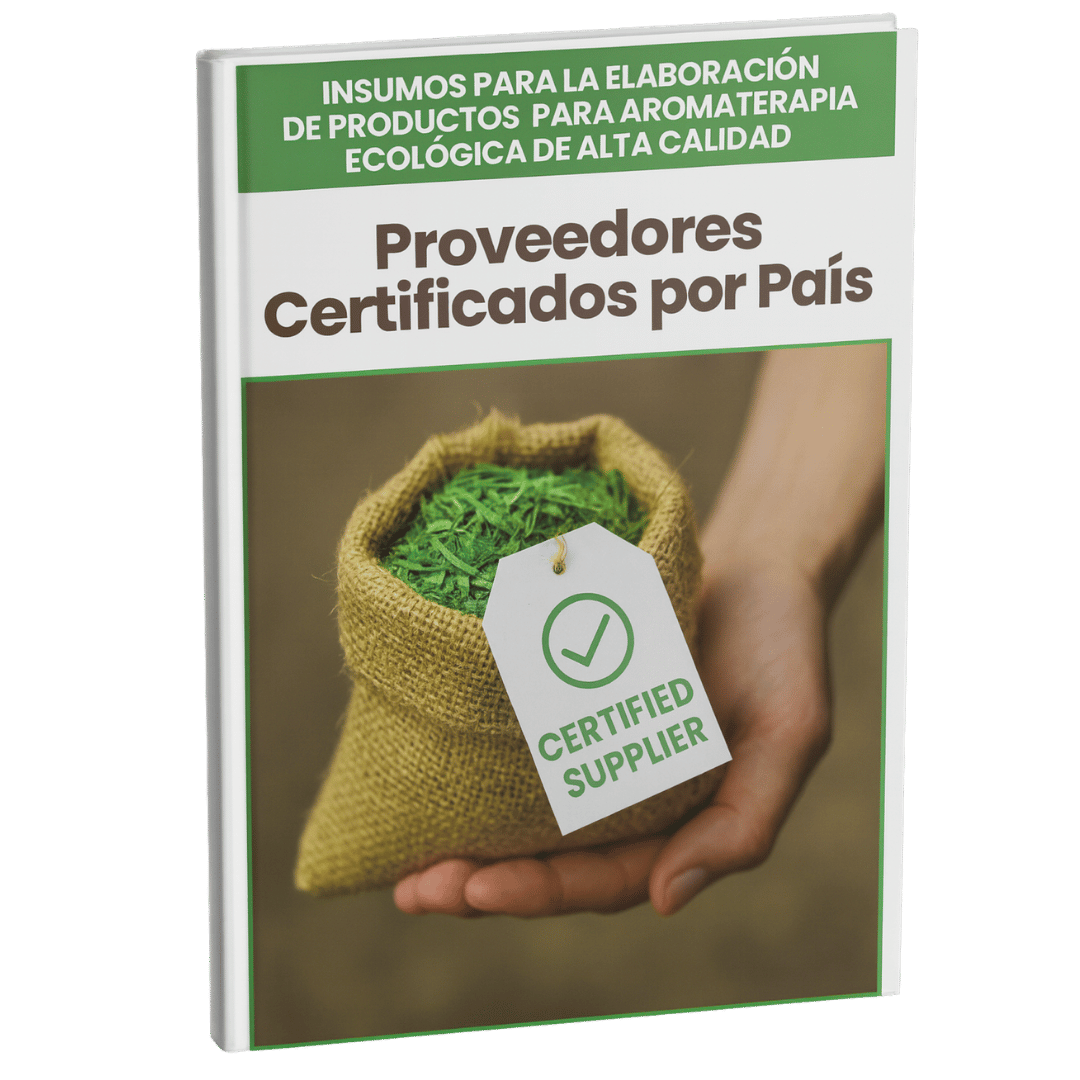 INSUMOS PARA LA ELABORACIÓN
DE PRODUCTOS PARA AROMATERAPIA
ECOLÓGICA DE ALTA CALIDAD
Proveedores
Certificados por País
CERTIFIED
SUPPLIER